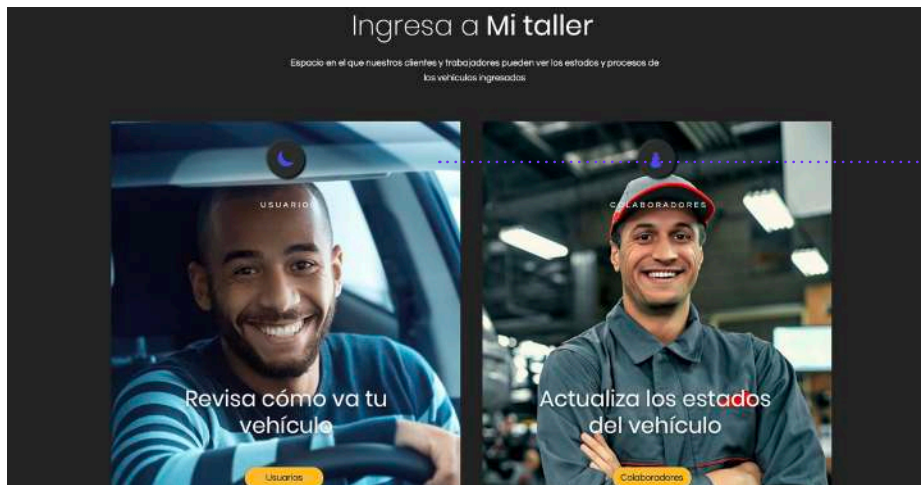 Ingresa a Mi taller
Espacio en el que nuestros clientes y trabajadores pueden ver los estados y procesos de
los vehículos ingresados
USUARIOS
Revisa cómo va tu
vehículo
Usuarios
COLABORADORES
Actualiza los estados
del vehículo
Colaboradores